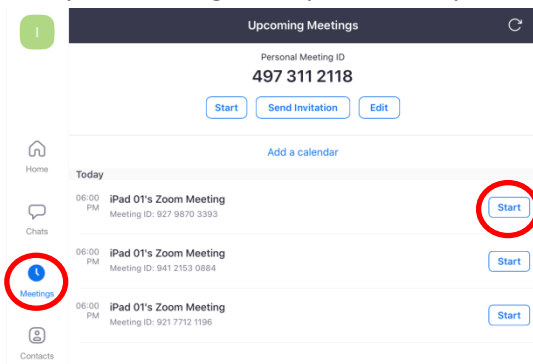 I
Upcoming Meetings
Personal Meeting ID
497 311 2118
Start Send Invitation Edit
Add a calendar
Home
Today
06:00 PM iPad 01's Zoom Meeting
Meeting ID: 927 9870 3393
Start
Chats
06:00 PM iPad 01's Zoom Meeting
Meeting ID: 941 2153 0884
Start
Meetings
06:00 PM iPad 01's Zoom Meeting
Meeting ID: 921 7712 1196
Start
Contacts